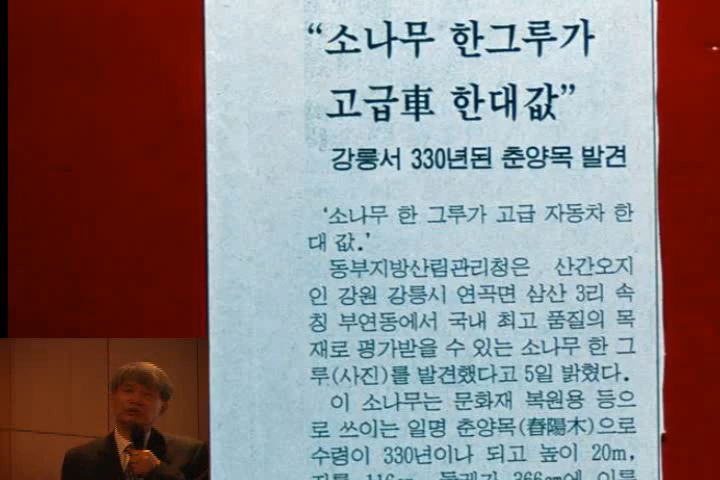 “소나무 한그루가
고급車 한대값”
강릉서 330년된 춘양목 발견
‘소나무 한 그루가 고급 자동차 한
대 값.’
동부지방산림관리청은 산간오지
인 강원 강릉시 연곡면 삼산 3리 속
칭 부연동에서 국내 최고 품질의 목
재로 평가받을 수 있는 소나무 한 그
루(사진)를 발견했다고 5일 밝혔다.
이 소나무는 문화재 복원용 등으
로 쓰이는 일명 춘양목(春陽木)으로
수령이 330년이나 되고 높이 20m,